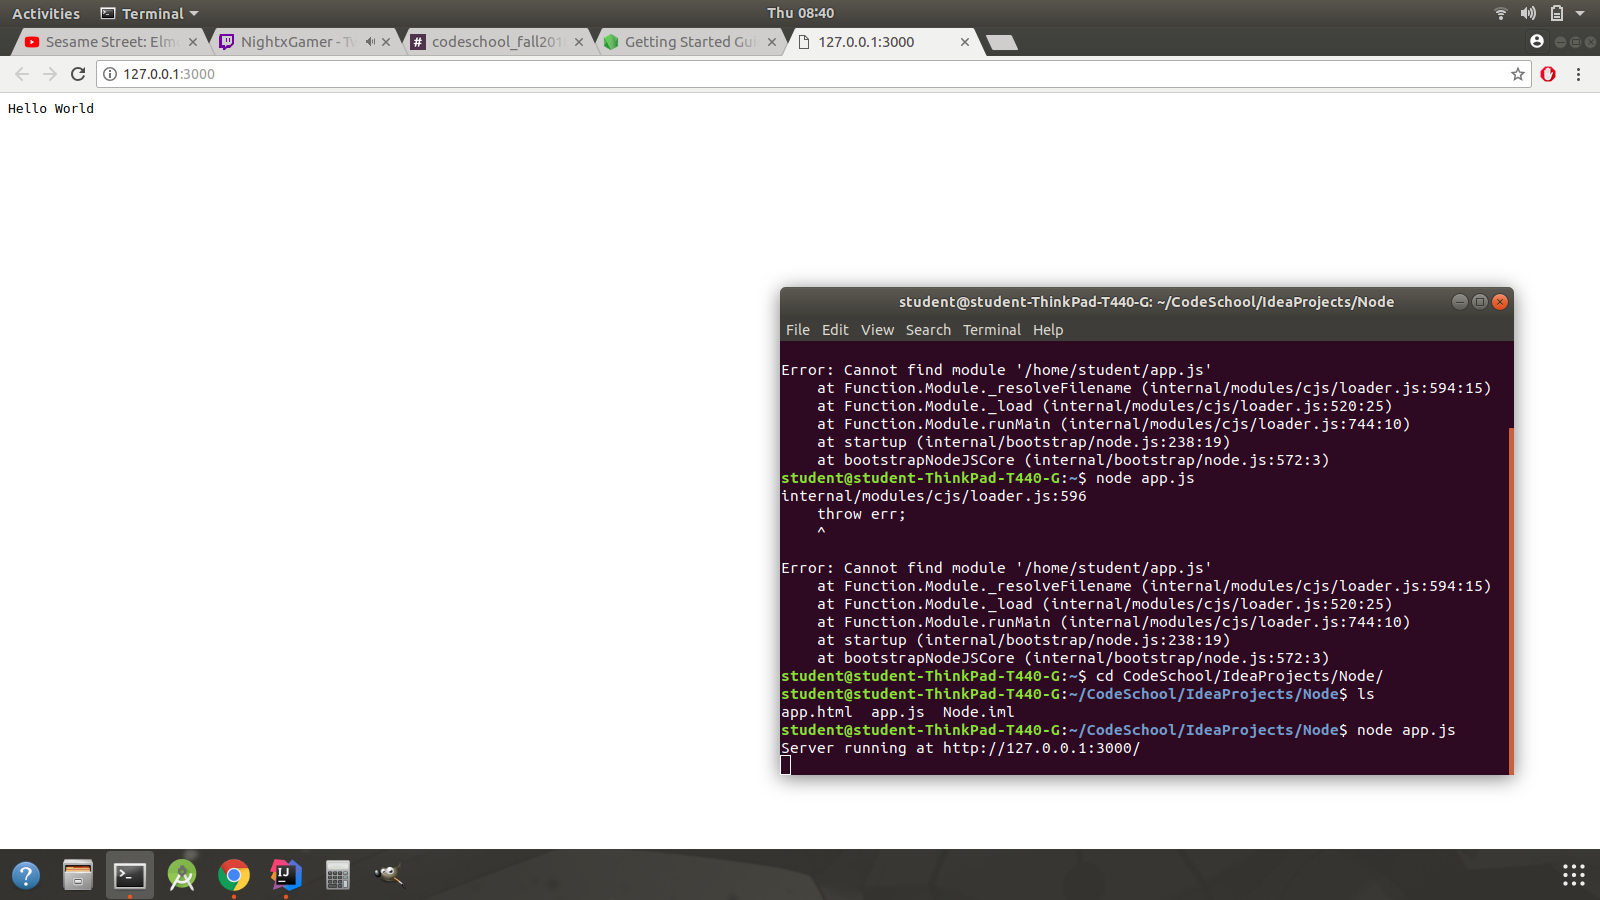 Activities Terminal Thu 08:40
Sesame Street: Elm NightxGamer - Tw codeschool_fall201 Getting Started Gui 127.0.0.1:3000
127.0.0.1:3000
Hello World
student@student-ThinkPad-T440-G: ~/CodeSchool/IdeaProjects/Node
File Edit View Search Terminal Help
Error: Cannot find module '/home/student/app.js'
    at Function.Module._resolveFilename (internal/modules/cjs/loader.js:594:15)
    at Function.Module._load (internal/modules/cjs/loader.js:520:25)
    at Function.Module.runMain (internal/modules/cjs/loader.js:744:10)
    at startup (internal/bootstrap/node.js:238:19)
    at bootstrapNodeJSCore (internal/bootstrap/node.js:572:3)
student@student-ThinkPad-T440-G:~$ node app.js
internal/modules/cjs/loader.js:596
    throw err;
    ^
Error: Cannot find module '/home/student/app.js'
    at Function.Module._resolveFilename (internal/modules/cjs/loader.js:594:15)
    at Function.Module._load (internal/modules/cjs/loader.js:520:25)
    at Function.Module.runMain (internal/modules/cjs/loader.js:744:10)
    at startup (internal/bootstrap/node.js:238:19)
    at bootstrapNodeJSCore (internal/bootstrap/node.js:572:3)
student@student-ThinkPad-T440-G:~$ cd CodeSchool/IdeaProjects/Node/
student@student-ThinkPad-T440-G:~/CodeSchool/IdeaProjects/Node$ ls
app.html  app.js  Node.iml
student@student-ThinkPad-T440-G:~/CodeSchool/IdeaProjects/Node$ node app.js
Server running at http://127.0.0.1:3000/
IJ